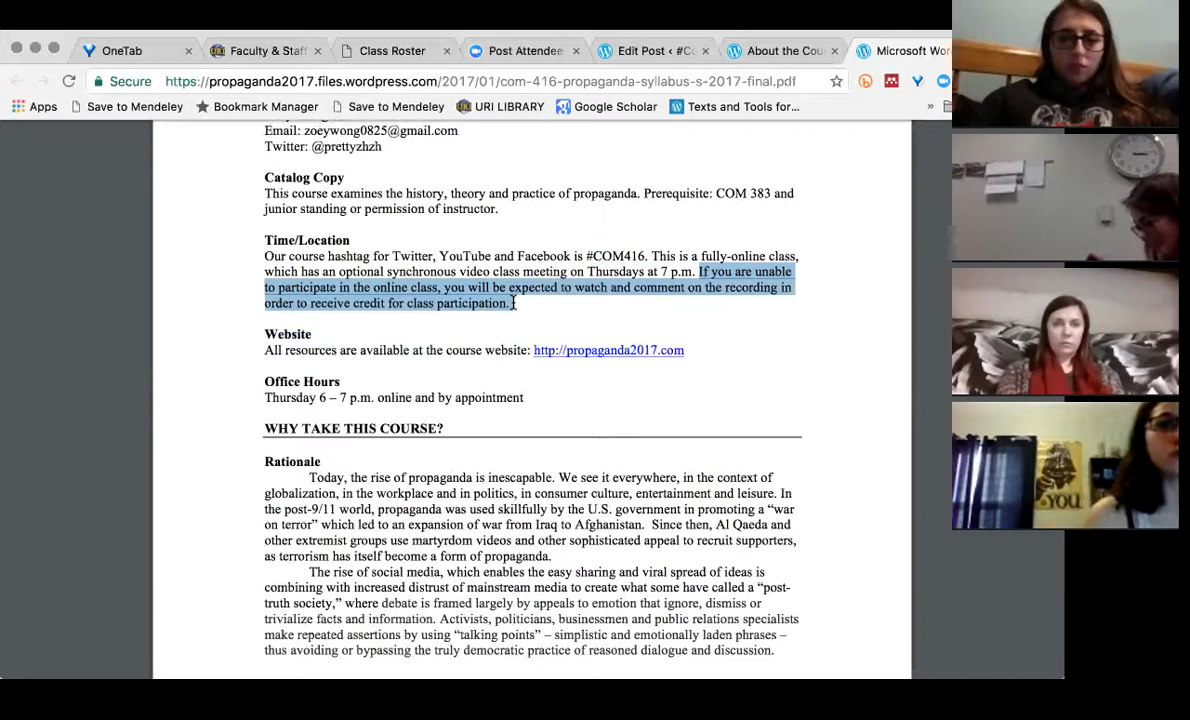 OneTab
Faculty & Staff
Class Roster
Post Attendee
Edit Post ‹ #Co
About the Cou
Microsoft Wor
Secure https://propaganda2017.files.wordpress.com/2017/01/com-416-propaganda-syllabus-s-2017-final.pdf
Apps Save to Mendeley Bookmark Manager Save to Mendeley URI LIBRARY Google Scholar Texts and Tools for... »
Email: zoeywong0825@gmail.com
Twitter: @prettyzhzh
Catalog Copy
This course examines the history, theory and practice of propaganda. Prerequisite: COM 383 and
junior standing or permission of instructor.
Time/Location
Our course hashtag for Twitter, YouTube and Facebook is #COM416. This is a fully-online class,
which has an optional synchronous video class meeting on Thursdays at 7 p.m. If you are unable
to participate in the online class, you will be expected to watch and comment on the recording in
order to receive credit for class participation.
Website
All resources are available at the course website: http://propaganda2017.com
Office Hours
Thursday 6 – 7 p.m. online and by appointment
WHY TAKE THIS COURSE?
Rationale
Today, the rise of propaganda is inescapable. We see it everywhere, in the context of
globalization, in the workplace and in politics, in consumer culture, entertainment and leisure. In
the post-9/11 world, propaganda was used skillfully by the U.S. government in promoting a “war
on terror” which led to an expansion of war from Iraq to Afghanistan. Since then, Al Qaeda and
other extremist groups use martyrdom videos and other sophisticated appeal to recruit supporters,
as terrorism has itself become a form of propaganda.
The rise of social media, which enables the easy sharing and viral spread of ideas is
combining with increased distrust of mainstream media to create what some have called a “post-
truth society,” where debate is framed largely by appeals to emotion that ignore, dismiss or
trivialize facts and information. Activists, politicians, businessmen and public relations specialists
make repeated assertions by using “talking points” – simplistic and emotionally laden phrases –
thus avoiding or bypassing the truly democratic practice of reasoned dialogue and discussion.
YOU